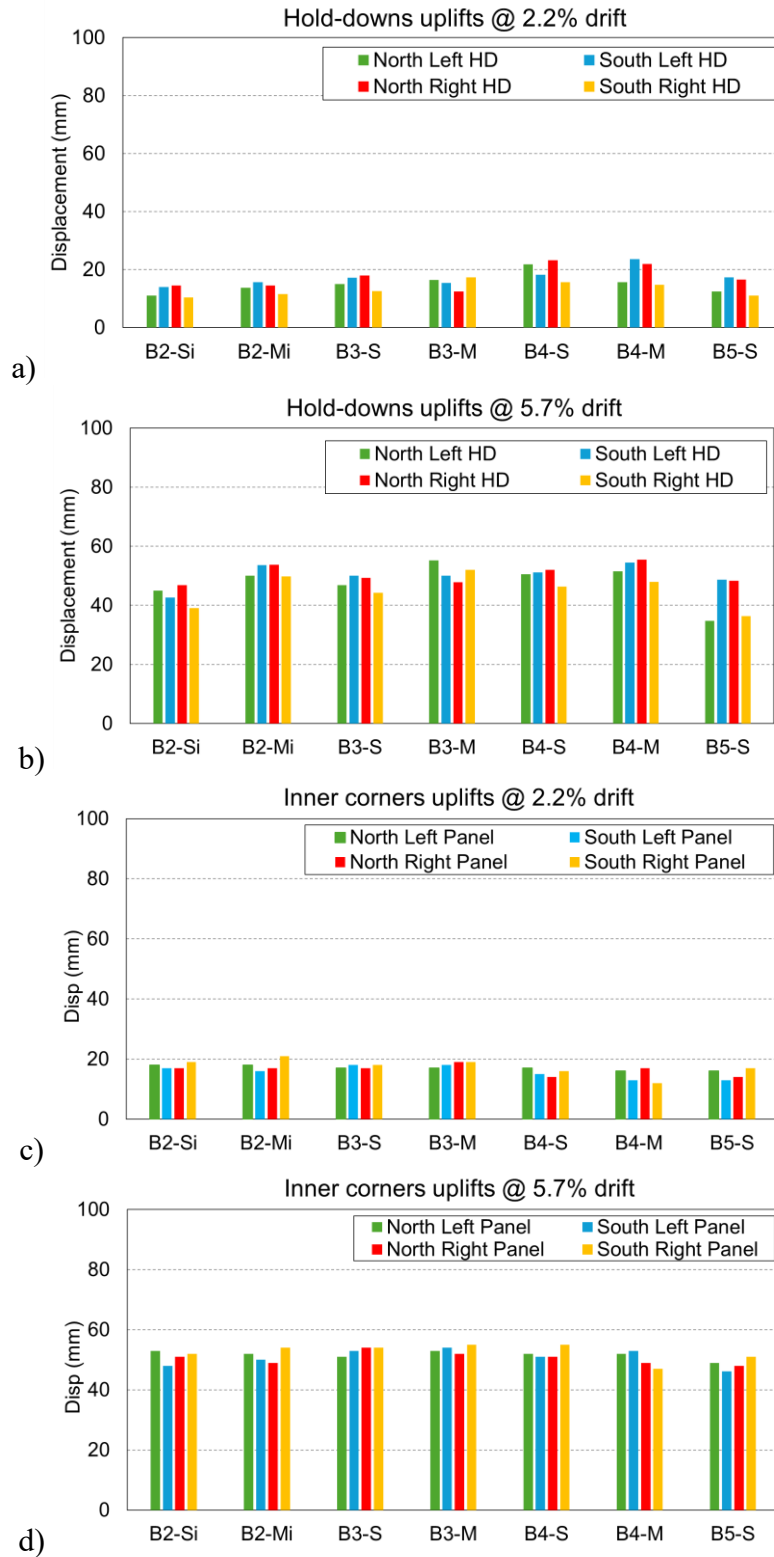 Hold-downs uplifts @ 2.2% drift
North Left HD South Left HD
North Right HD South Right HD
Displacement (mm)
100
80
60
40
20
0
B2-Si B2-Mi B3-S B3-M B4-S B4-M B5-S
a)
Hold-downs uplifts @ 5.7% drift
North Left HD South Left HD
North Right HD South Right HD
Displacement (mm)
100
80
60
40
20
0
B2-Si B2-Mi B3-S B3-M B4-S B4-M B5-S
b)
Inner corners uplifts @ 2.2% drift
North Left Panel South Left Panel
North Right Panel South Right Panel
Disp (mm)
100
80
60
40
20
0
B2-Si B2-Mi B3-S B3-M B4-S B4-M B5-S
c)
Inner corners uplifts @ 5.7% drift
North Left Panel South Left Panel
North Right Panel South Right Panel
Disp (mm)
100
80
60
40
20
0
B2-Si B2-Mi B3-S B3-M B4-S B4-M B5-S
d)